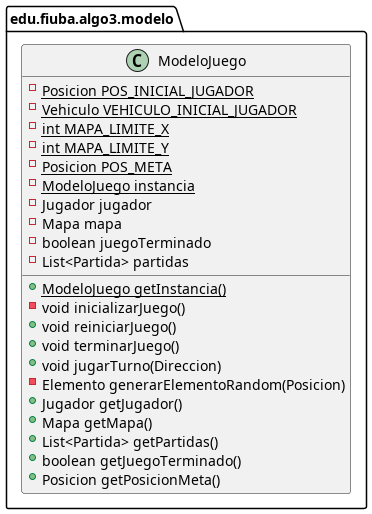 edu.fiuba.algo3.modelo
C ModeloJuego
Posicion POS_INICIAL_JUGADOR
Vehiculo VEHICULO_INICIAL_JUGADOR
int MAPA_LIMITE_X
int MAPA_LIMITE_Y
Posicion POS_META
ModeloJuego instancia
Jugador jugador
Mapa mapa
boolean juegoTerminado
List<Partida> partidas
ModeloJuego getInstancia()
void inicializarJuego()
void reiniciarJuego()
void terminarJuego()
void jugarTurno(Direccion)
Elemento generarElementoRandom(Posicion)
Jugador getJugador()
Mapa getMapa()
List<Partida> getPartidas()
boolean getJuegoTerminado()
Posicion getPosicionMeta()